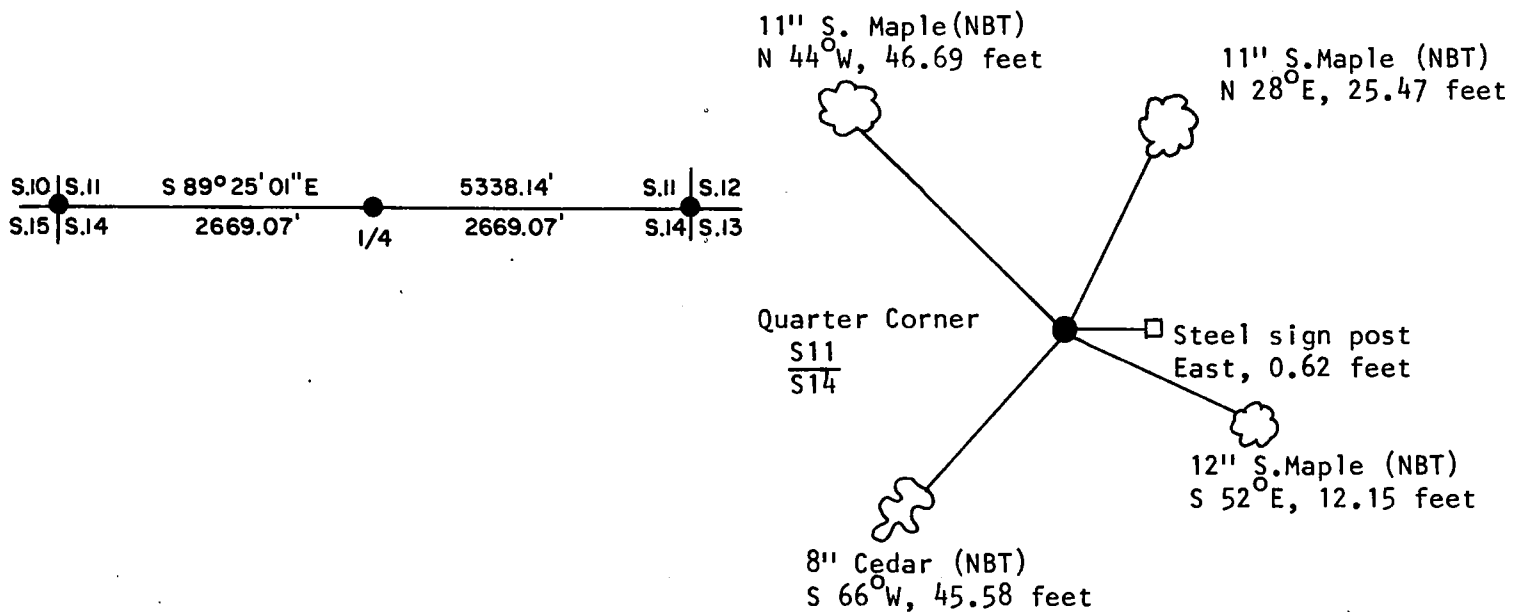 S.10 S.11 S 89° 25' 01" E 5338.14' S.11 S.12
S.15 S.14 2669.07' 1/4 2669.07' S.14 S.13
11" S. Maple(NBT)
N 44°W, 46.69 feet
11" S.Maple (NBT)
N 28°E, 25.47 feet
Quarter Corner
S11
S14
Steel sign post
East, 0.62 feet
12" S.Maple (NBT)
S 52°E, 12.15 feet
8" Cedar (NBT)
S 66°W, 45.58 feet